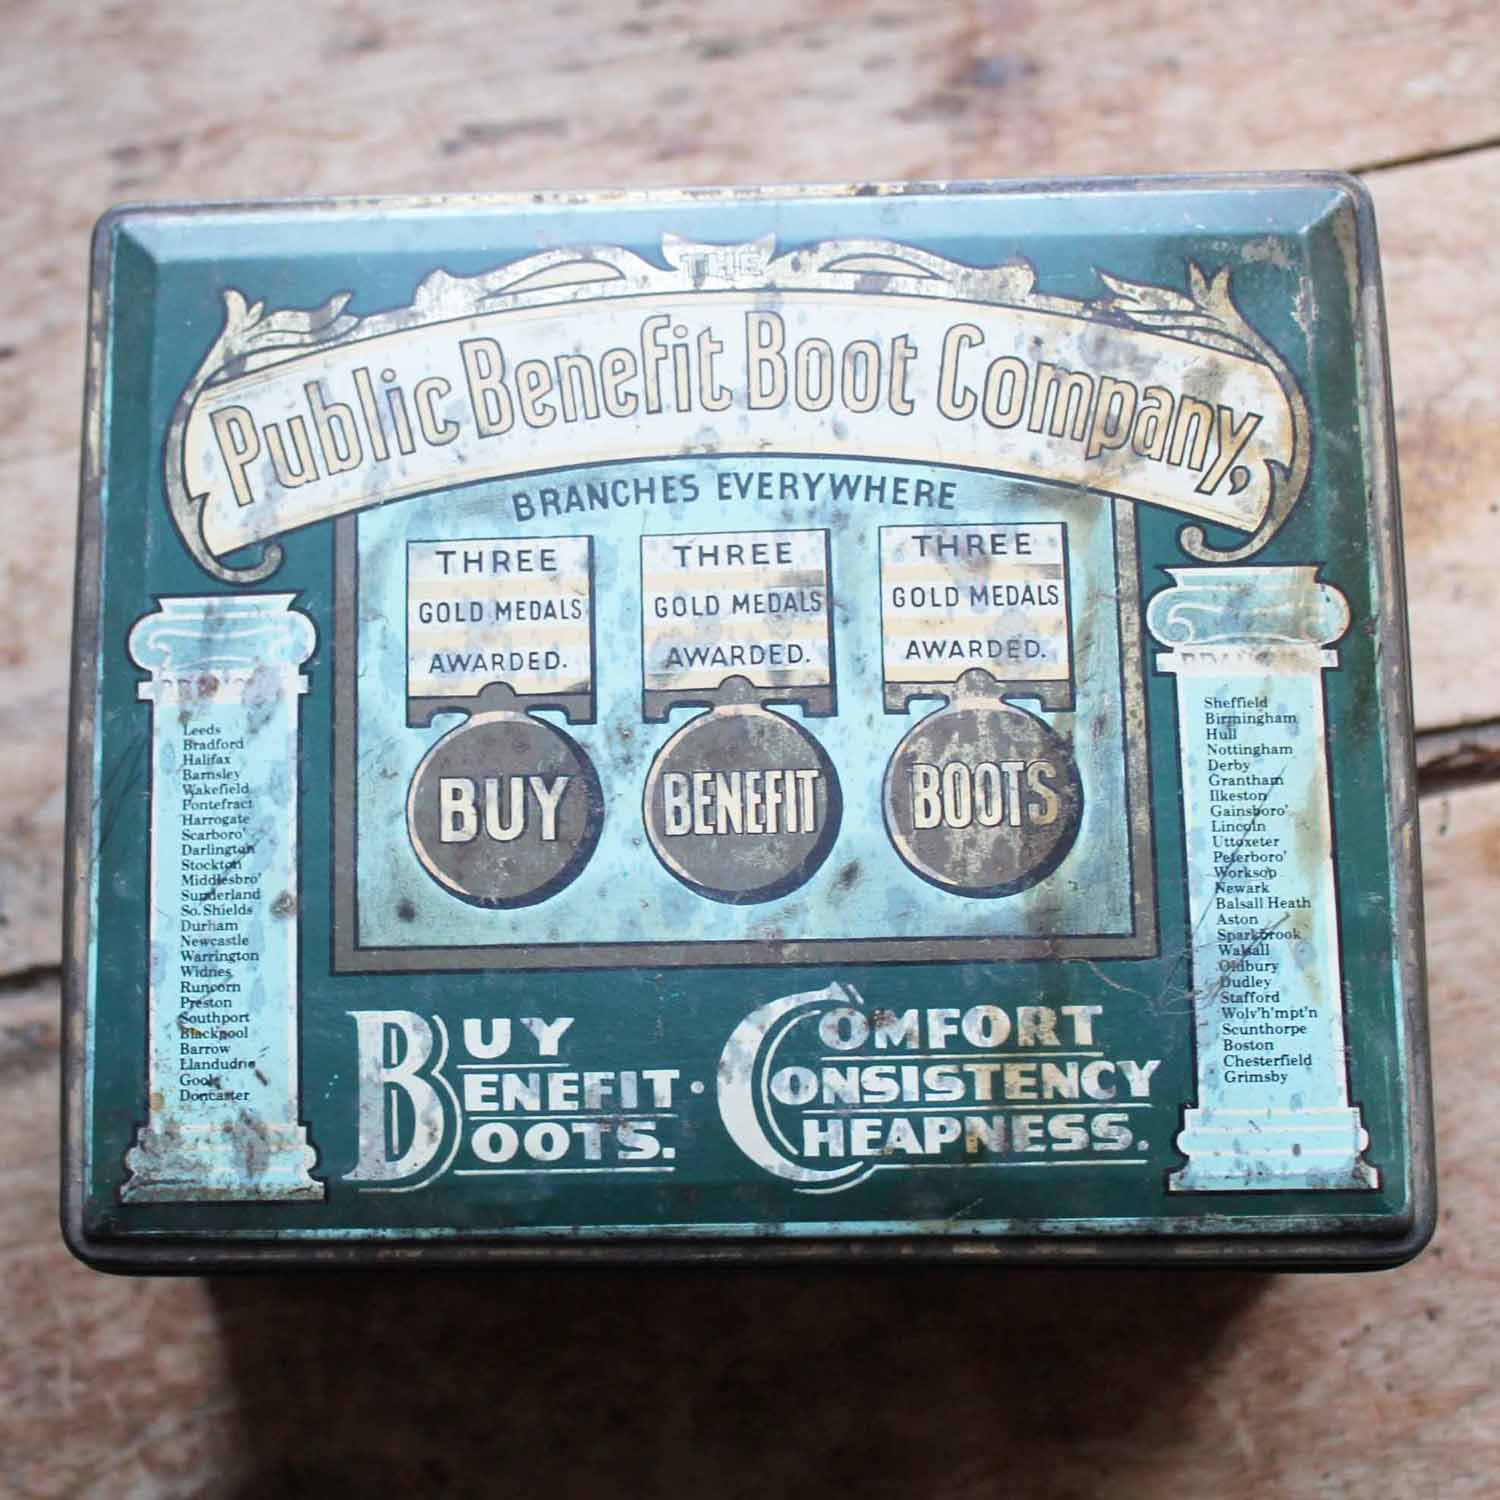 THE
Public Benefit Boot Company,
BRANCHES EVERYWHERE
THREE
GOLD MEDALS
AWARDED.
BUY
THREE
GOLD MEDALS
AWARDED.
BENEFIT
THREE
GOLD MEDALS
AWARDED.
BOOTS
Leeds
Bradford
Halifax
Barnsley
Wakefield
Pontefract
Harrogate
Scarboro'
Darlington
Stockton
Middlesbro'
Sunderland
So. Shields
Durham
Newcastle
Warrington
Widnes
Runcorn
Preston
Southport
Blackpool
Barrow
Llandudno
Goole
Doncaster
Sheffield
Birmingham
Hull
Nottingham
Derby
Grantham
Ilkeston
Gainsboro'
Lincoln
Uttoxeter
Peterboro'
Worksop
Newark
Balsall Heath
Aston
Sparkbrook
Walsall
Oldbury
Dudley
Stafford
Wolv'h'mpt'n
Scunthorpe
Boston
Chesterfield
Grimsby
BUY
BENEFIT
BOOTS.
COMFORT
CONSISTENCY
CHEAPNESS.